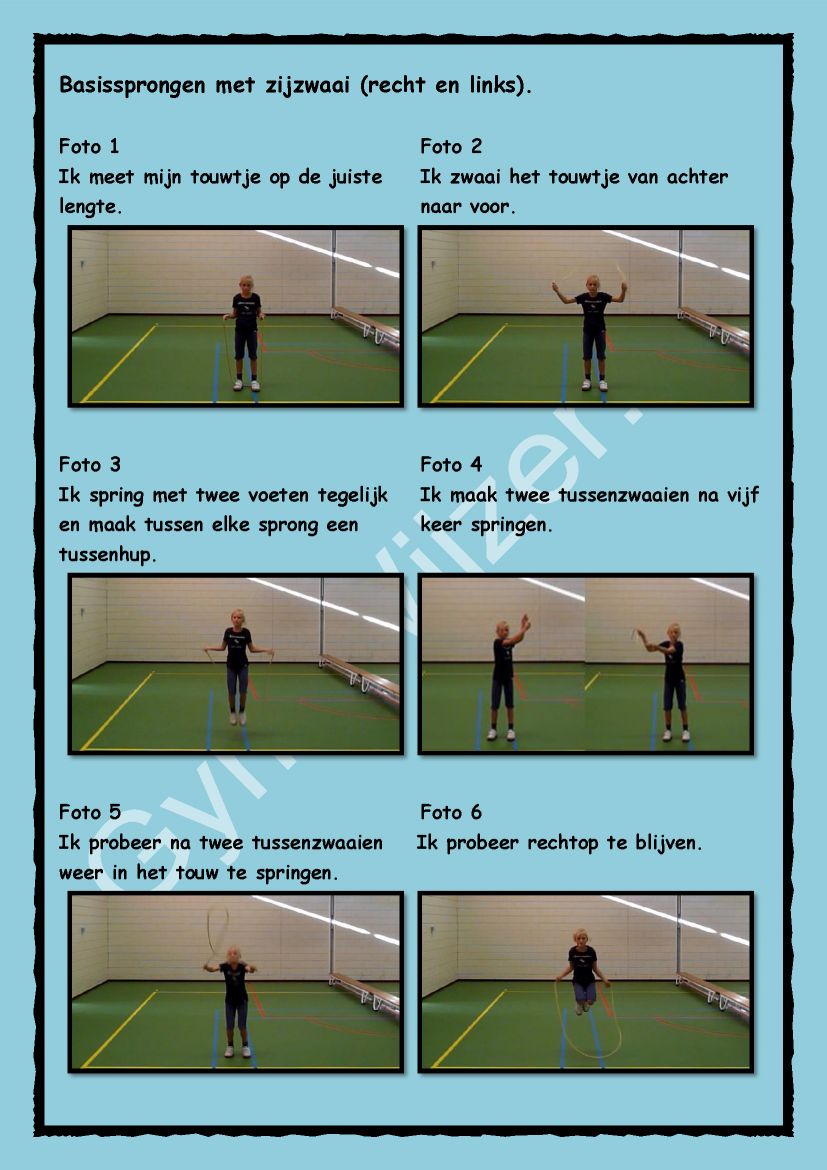 Basissprongen met zijzwaai (recht en links).
Foto 1
Ik meet mijn touwtje op de juiste
lengte.
Foto 2
Ik zwaai het touwtje van achter
naar voor.
Foto 3
Ik spring met twee voeten tegelijk
en maak tussen elke sprong een
tussenhup.
Foto 4
Ik maak twee tussenzwaaien na vijf
keer springen.
Foto 5
Ik probeer na twee tussenzwaaien
weer in het touw te springen.
Foto 6
Ik probeer rechtop te blijven.